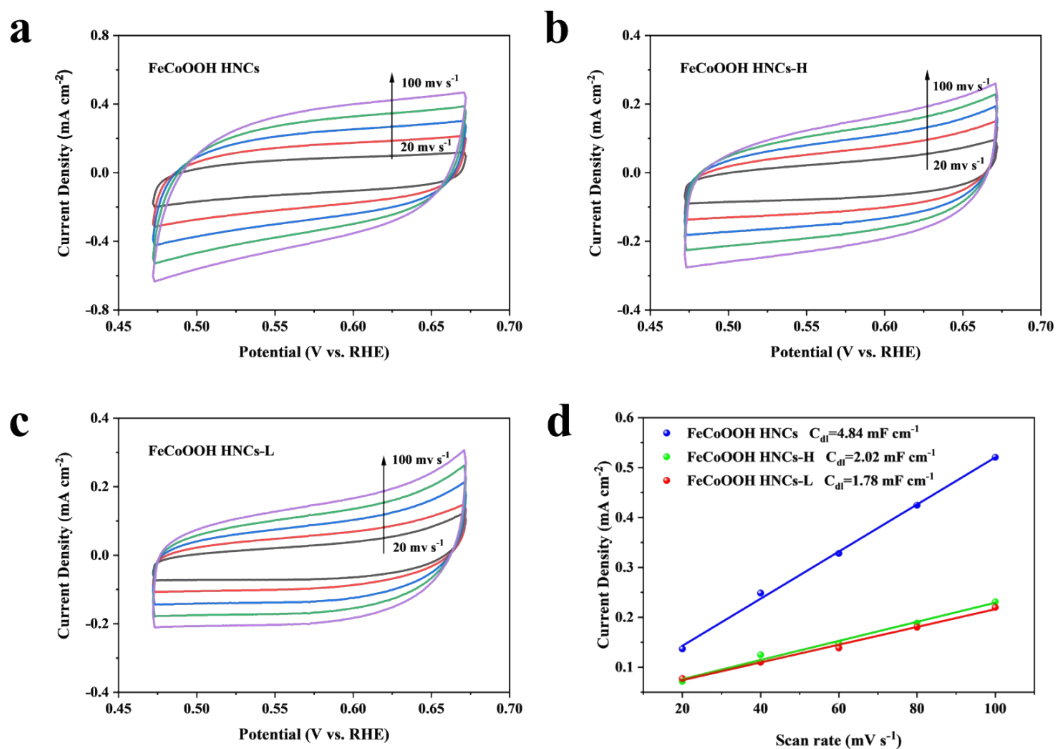 a
FeCoOOH HNCs
100 mv s⁻¹
20 mv s⁻¹
Current Density (mA cm⁻²)
0.8
0.4
0.0
-0.4
-0.8
0.45 0.50 0.55 0.60 0.65 0.70
Potential (V vs. RHE)
b
FeCoOOH HNCs-H
100 mv s⁻¹
20 mv s⁻¹
Current Density (mA cm⁻²)
0.4
0.2
0.0
-0.2
-0.4
0.45 0.50 0.55 0.60 0.65 0.70
Potential (V vs. RHE)
c
FeCoOOH HNCs-L
100 mv s⁻¹
20 mv s⁻¹
Current Density (mA cm⁻²)
0.4
0.2
0.0
-0.2
-0.4
0.45 0.50 0.55 0.60 0.65 0.70
Potential (V vs. RHE)
d
FeCoOOH HNCs Cdl=4.84 mF cm⁻¹
FeCoOOH HNCs-H Cdl=2.02 mF cm⁻¹
FeCoOOH HNCs-L Cdl=1.78 mF cm⁻¹
Current Density (mA cm⁻²)
0.6
0.5
0.4
0.3
0.2
0.1
20 40 60 80 100
Scan rate (mV s⁻¹)